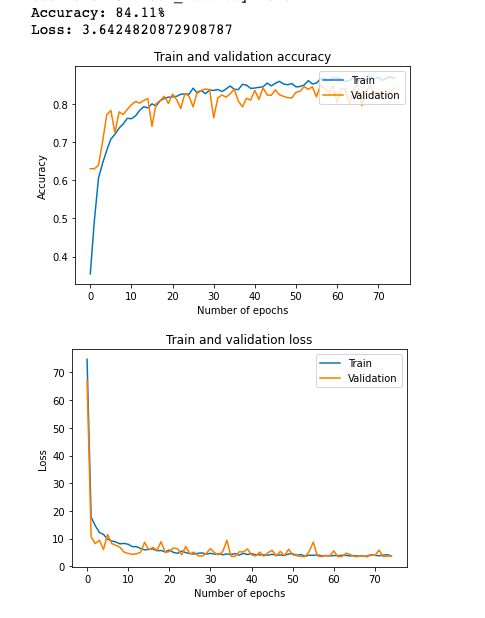 Accuracy: 84.11%
Loss: 3.6424820872908787
Train and validation accuracy
Train
Validation
0.8
0.7
0.6
0.5
0.4
Accuracy
0 10 20 30 40 50 60 70
Number of epochs
Train and validation loss
Train
Validation
70
60
50
40
30
20
10
0
Loss
0 10 20 30 40 50 60 70
Number of epochs